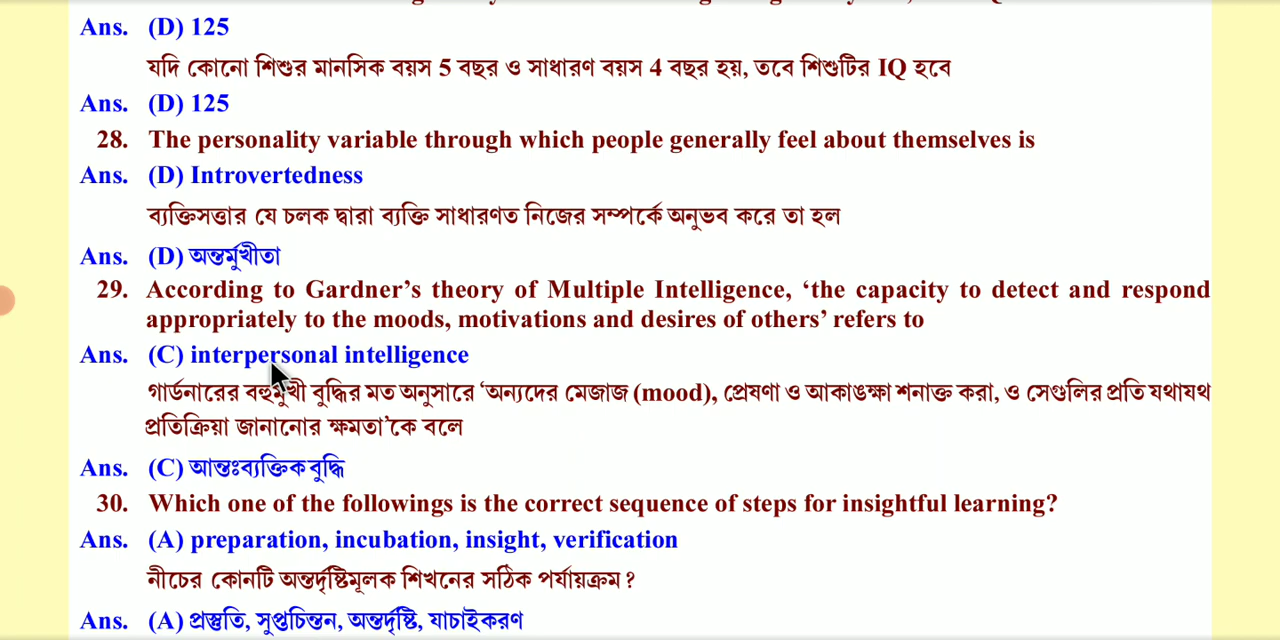 Ans. (D) 125
যদি কোনো শিশুর মানসিক বয়স 5 বছর ও সাধারণ বয়স 4 বছর হয়, তবে শিশুটির IQ হবে
Ans. (D) 125
28. The personality variable through which people generally feel about themselves is
Ans. (D) Introvertedness
ব্যক্তিসত্তার যে চলক দ্বারা ব্যক্তি সাধারণত নিজের সম্পর্কে অনুভব করে তা হল
Ans. (D) অন্তর্মুখীতা
29. According to Gardner’s theory of Multiple Intelligence, ‘the capacity to detect and respond
appropriately to the moods, motivations and desires of others’ refers to
Ans. (C) interpersonal intelligence
গার্ডনারের বহুমুখী বুদ্ধির মত অনুসারে ‘অন্যদের মেজাজ (mood), প্রেষণা ও আকাঙক্ষা শনাক্ত করা, ও সেগুলির প্রতি যথাযথ
প্রতিক্রিয়া জানানোর ক্ষমতা’কে বলে
Ans. (C) আন্তঃব্যক্তিক বুদ্ধি
30. Which one of the followings is the correct sequence of steps for insightful learning?
Ans. (A) preparation, incubation, insight, verification
নীচের কোনটি অন্তর্দৃষ্টিমূলক শিখনের সঠিক পর্যায়ক্রম ?
Ans. (A) প্রস্তুতি, সুপ্তচিন্তন, অন্তর্দৃষ্টি, যাচাইকরণ